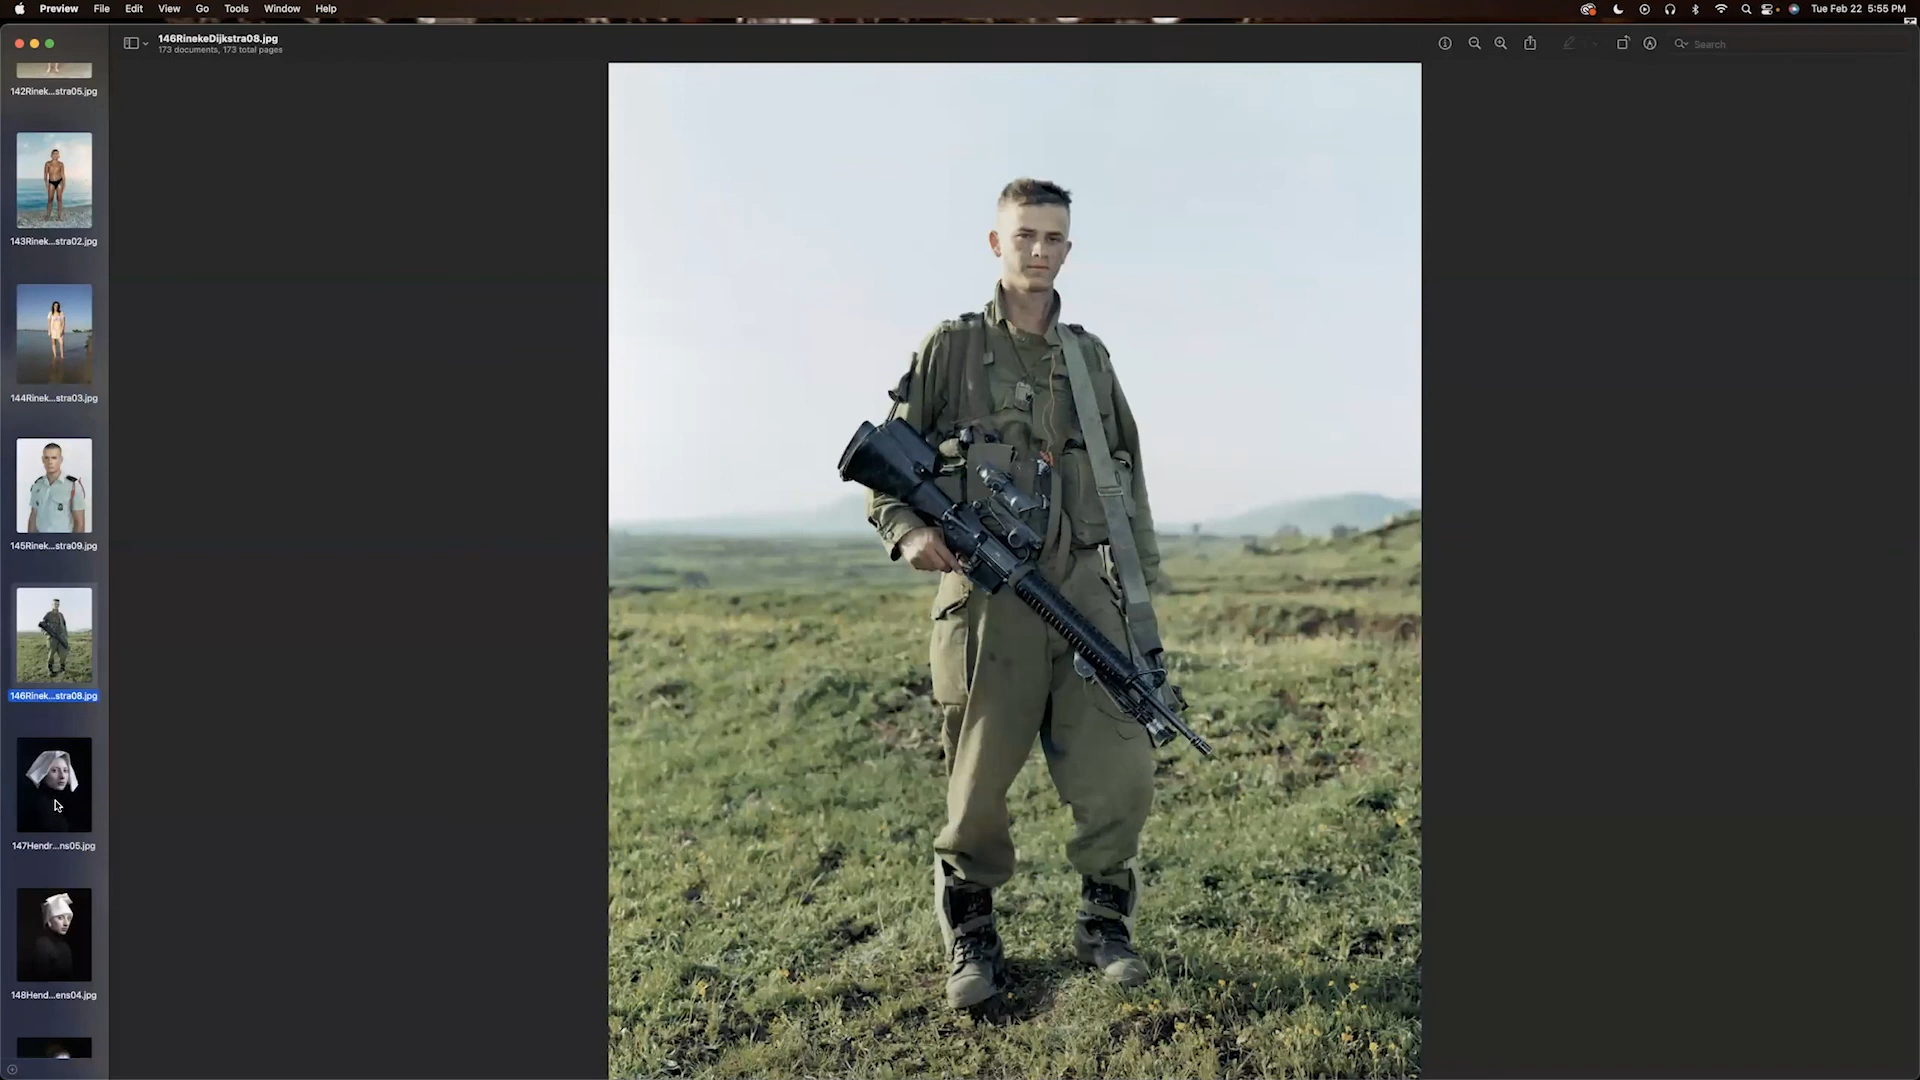 Preview File Edit View Go Tools Window Help
Tue Feb 22 5:55 PM
146RinekeDijkstra08.jpg
173 documents, 173 total pages
Search
142Rinek...stra05.jpg
143Rinek...stra02.jpg
144Rinek...stra03.jpg
145Rinek...stra09.jpg
146Rinek...stra08.jpg
147Hendr...ns05.jpg
148Hend...ens04.jpg